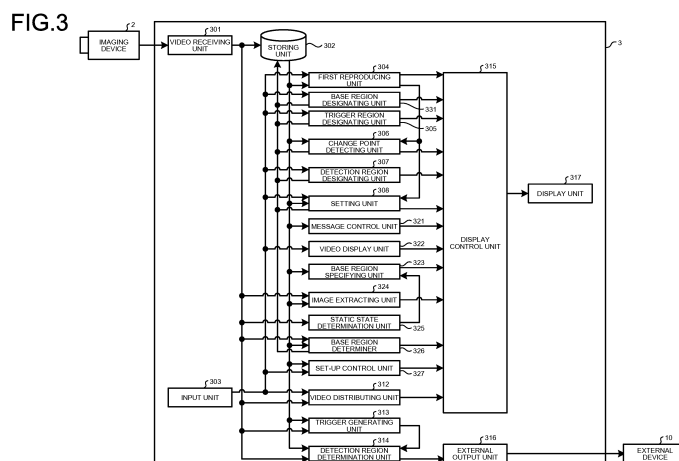 FIG.3
2
IMAGING
DEVICE
301
VIDEO RECEIVING
UNIT
STORING
UNIT
302
3
304
FIRST REPRODUCING
UNIT
BASE REGION
DESIGNATING UNIT
331
TRIGGER REGION
DESIGNATING UNIT
305
306
CHANGE POINT
DETECTING UNIT
307
DETECTION REGION
DESIGNATING UNIT
308
SETTING UNIT
MESSAGE CONTROL UNIT
321
VIDEO DISPLAY UNIT
322
323
BASE REGION
SPECIFYING UNIT
324
IMAGE EXTRACTING UNIT
STATIC STATE
DETERMINATION UNIT
325
BASE REGION
DETERMINER
326
SET-UP CONTROL UNIT
327
303
INPUT UNIT
312
VIDEO DISTRIBUTING UNIT
313
TRIGGER GENERATING
UNIT
314
DETECTION REGION
DETERMINATION UNIT
315
DISPLAY
CONTROL UNIT
317
DISPLAY UNIT
316
EXTERNAL
OUTPUT UNIT
10
EXTERNAL
DEVICE